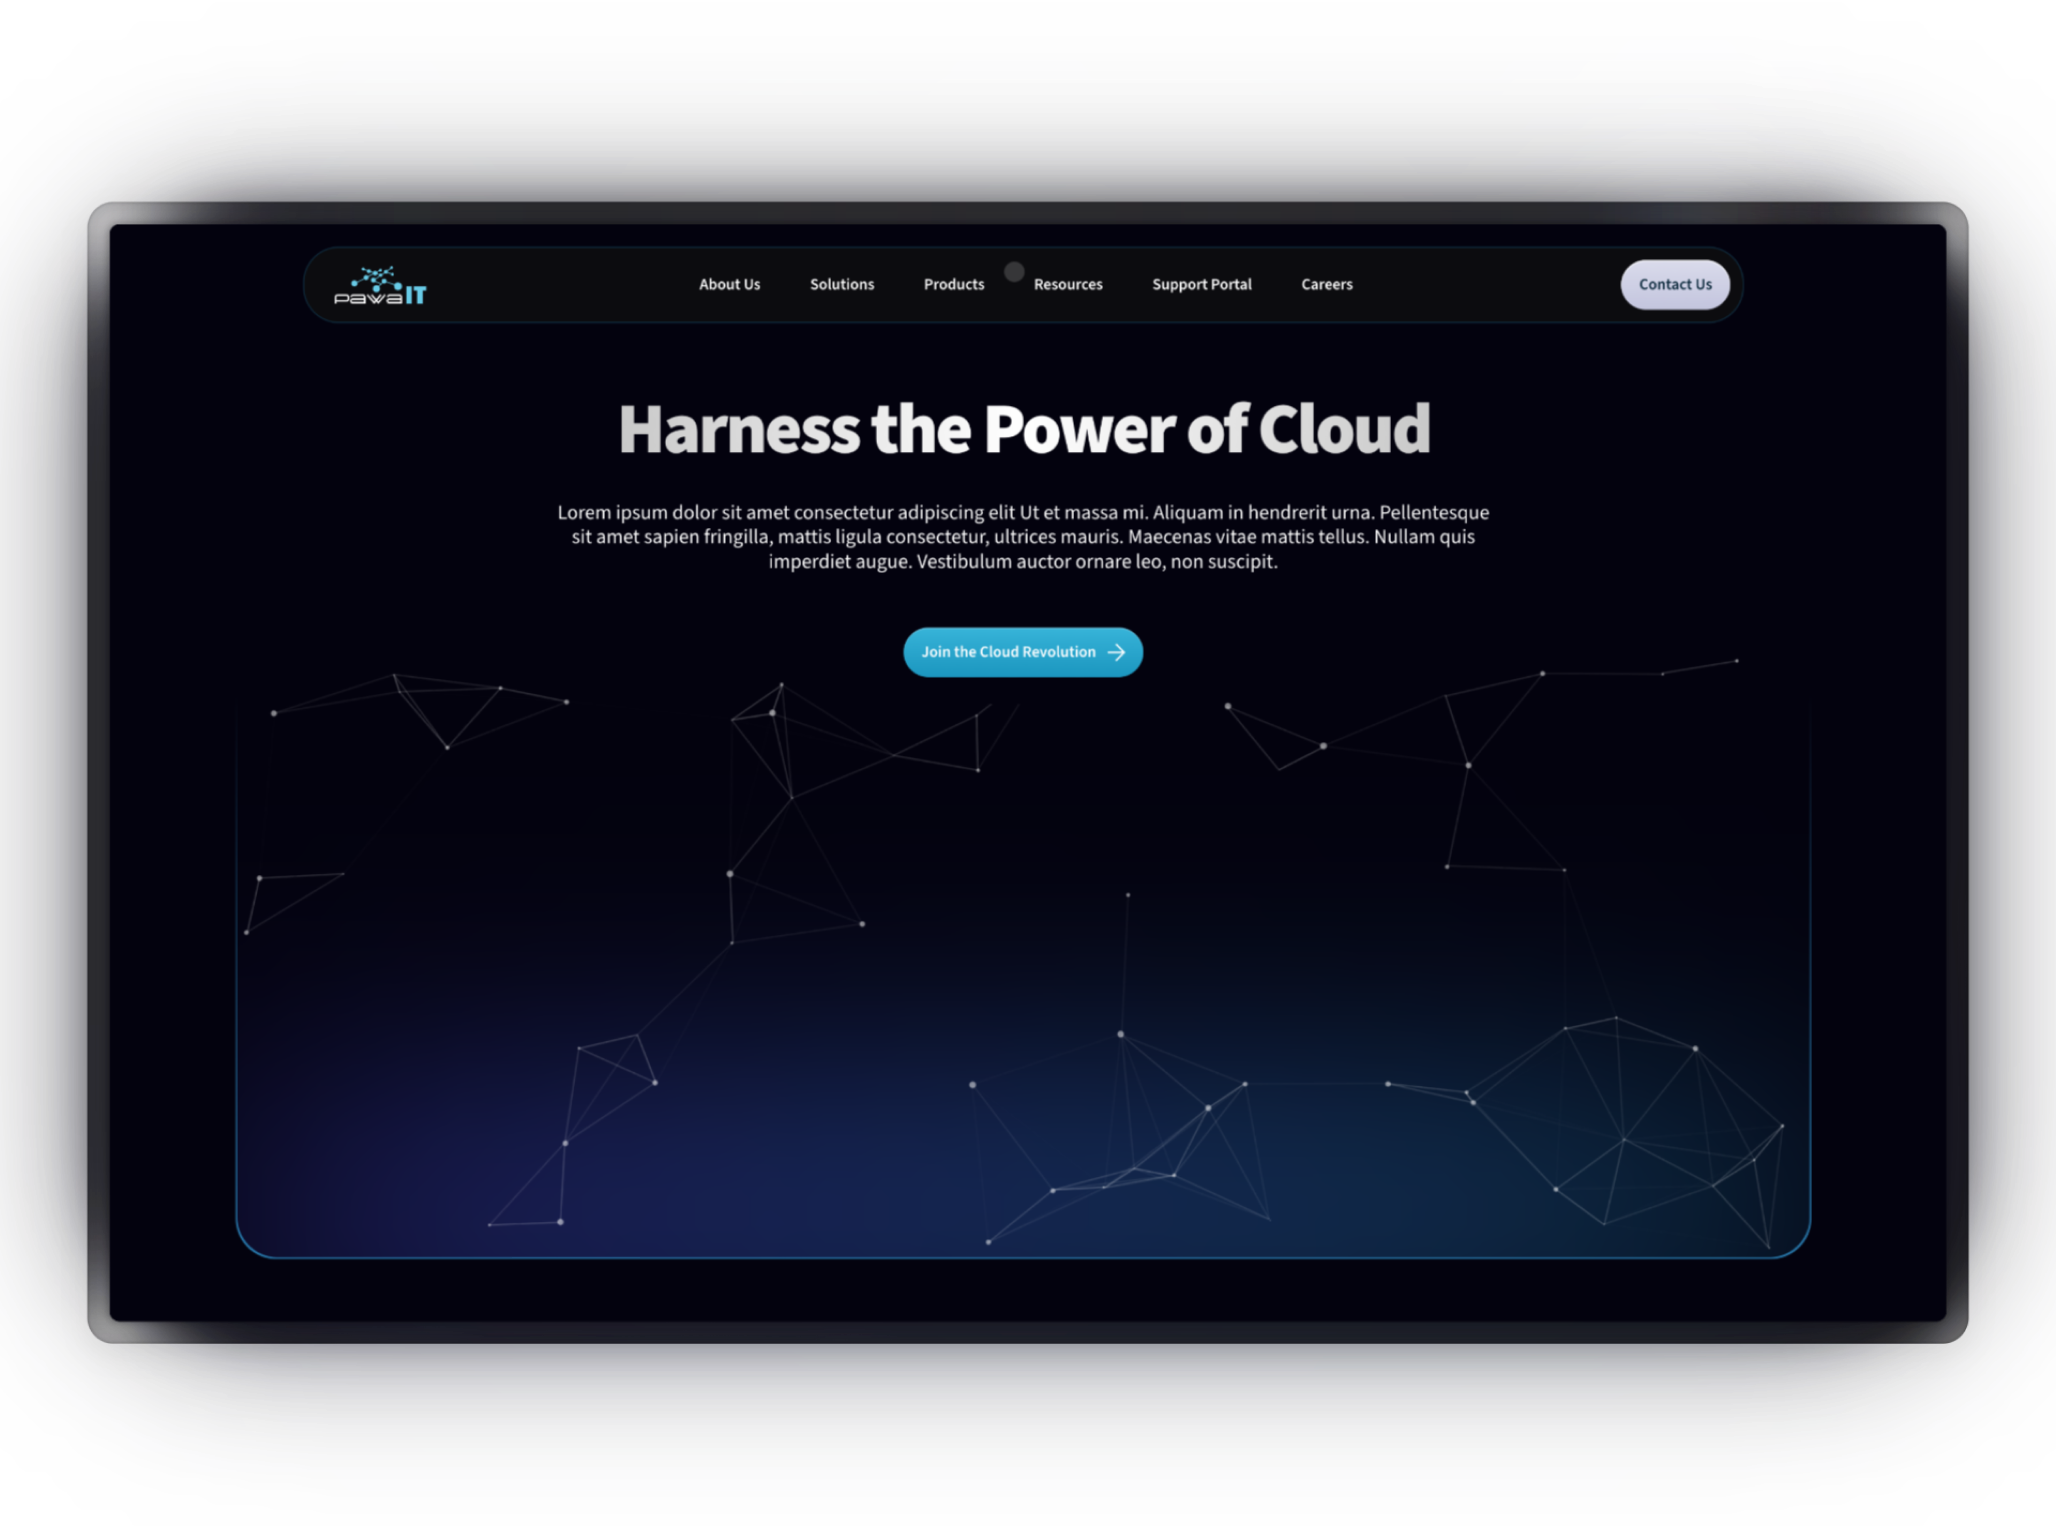 pawaIT
About Us
Solutions
Products
Resources
Support Portal
Careers
Contact Us
Harness the Power of Cloud
Lorem ipsum dolor sit amet consectetur adipiscing elit Ut et massa mi. Aliquam in hendrerit urna. Pellentesque
sit amet sapien fringilla, mattis ligula consectetur, ultrices mauris. Maecenas vitae mattis tellus. Nullam quis
imperdiet augue. Vestibulum auctor ornare leo, non suscipit.
Join the Cloud Revolution